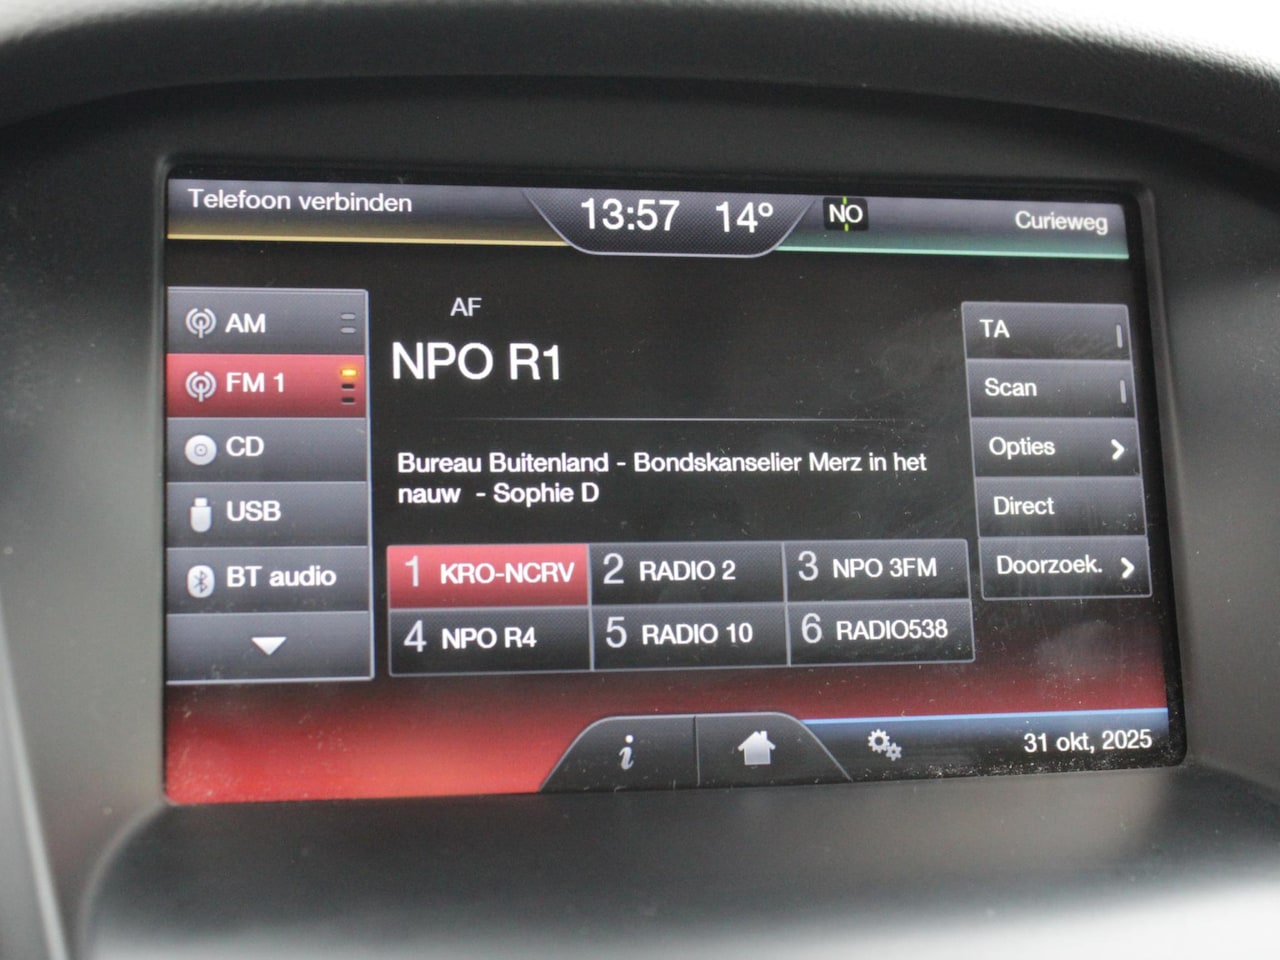 Telefoon verbinden
13:57 14°
NO
Curieweg
AM
FM 1
CD
USB
BT audio
AF
NPO R1
Bureau Buitenland - Bondskanselier Merz in het
nauw - Sophie D
1 KRO-NCRV
2 RADIO 2
3 NPO 3FM
4 NPO R4
5 RADIO 10
6 RADIO538
TA
Scan
Opties
Direct
Doorzoek.
i
31 okt, 2025